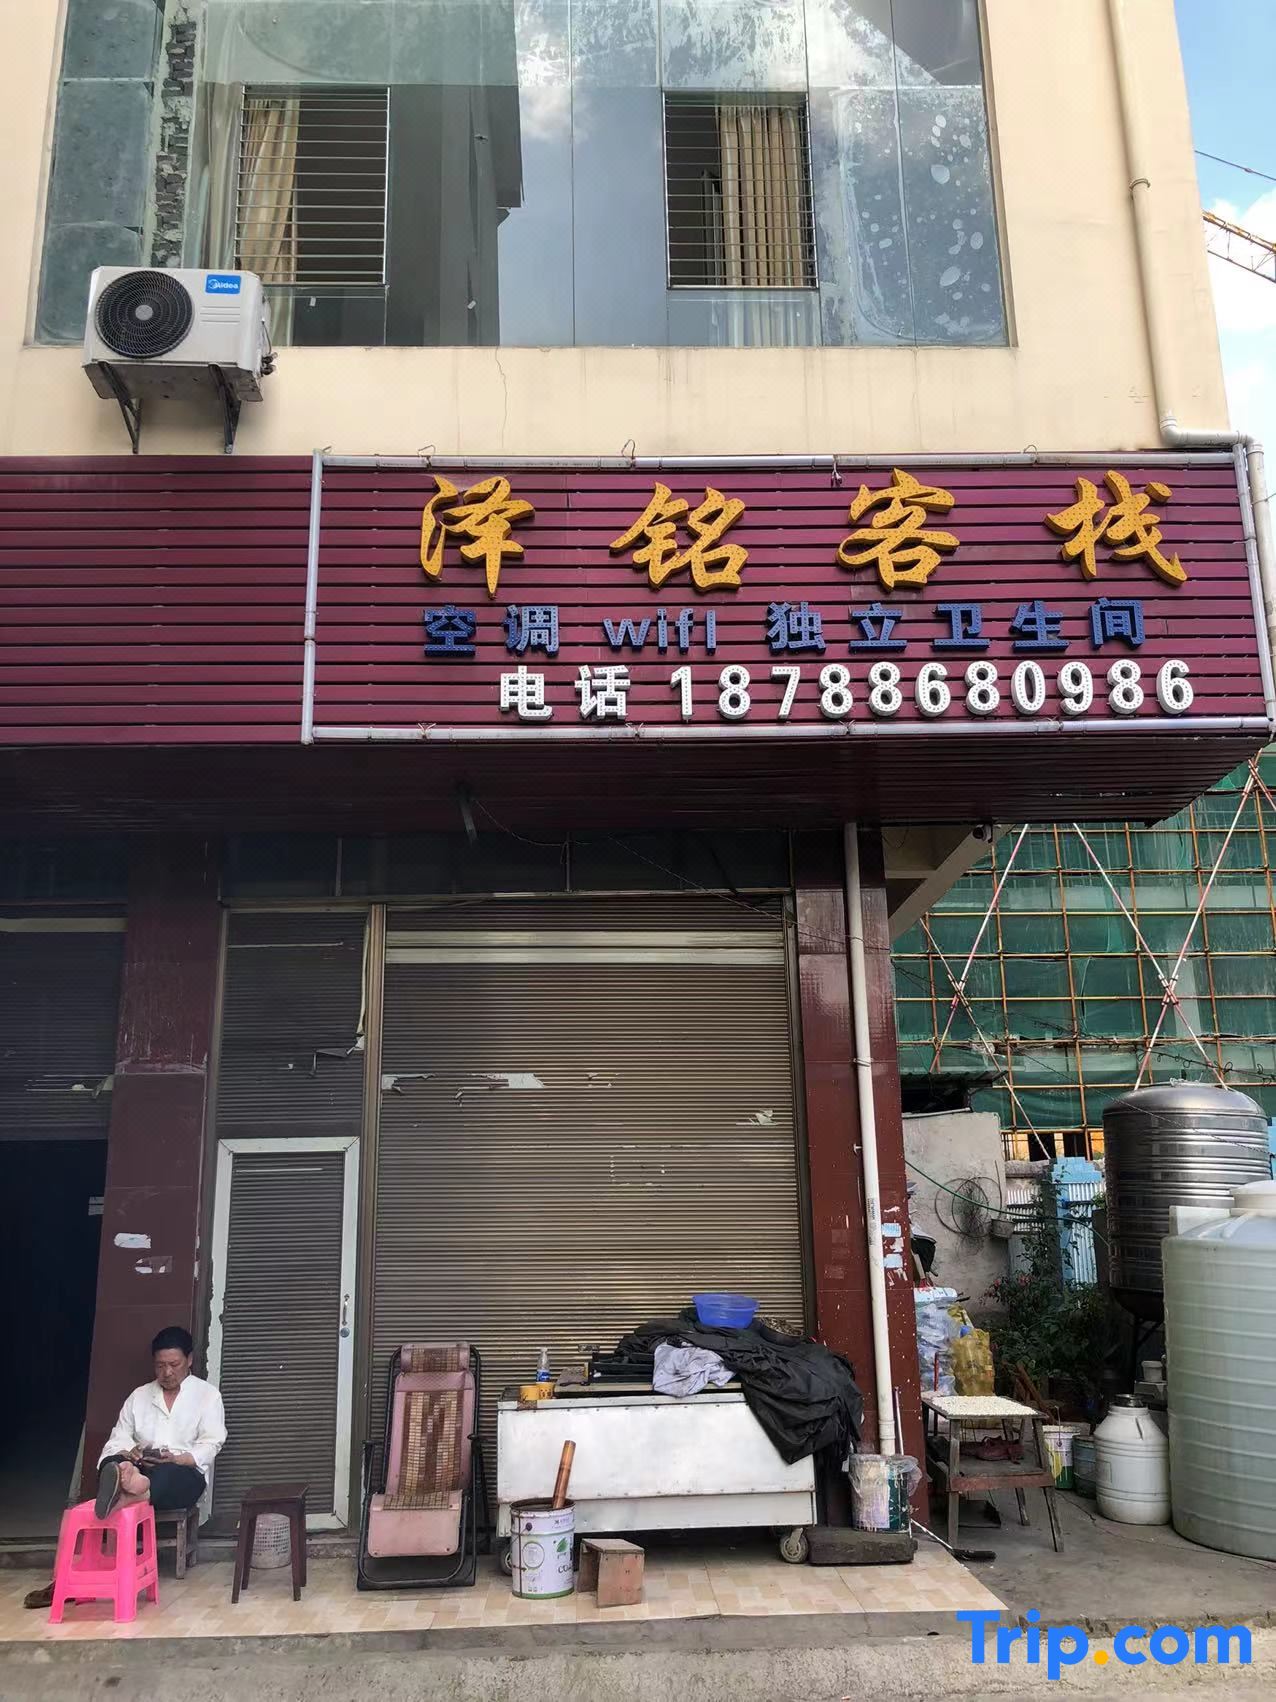 Midea
泽铭客栈
空调 wifi 独立卫生间
电话 18788680986
Trip.com